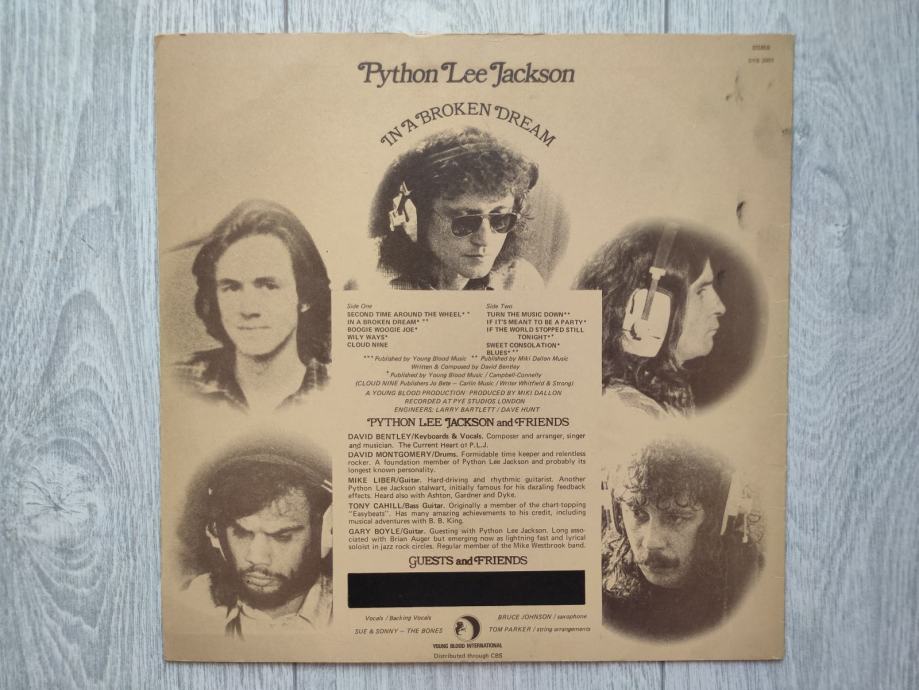 STEREO
Python Lee Jackson
IN A BROKEN DREAM
Side One
SECOND TIME AROUND THE WHEEL* *
IN A BROKEN DREAM* **
BOOGIE WOOGIE JOE*
WILY WAYS*
CLOUD NINE
Side Two
TURN THE MUSIC DOWN**
IF IT'S MEANT TO BE A PARTY*
IF THE WORLD STOPPED STILL
TONIGHT*
SWEET CONSOLATION*
BLUES* **
*** Published by Young Blood Music ** Published by Miki Dallon Music
Written & Composed by David Bentley
* Published by Young Blood Music / Campbell-Connelly
(CLOUD NINE Publishers Jo Bete – Carlin Music / Writer Whitfield & Strong)
A YOUNG BLOOD PRODUCTION PRODUCED BY MIKI DALLON
RECORDED AT PYE STUDIOS LONDON
ENGINEERS: LARRY BARTLETT / DAVE HUNT
PYTHON LEE JACKSON and FRIENDS
DAVID BENTLEY/Keyboards & Vocals. Composer and arranger, singer
and musician. The Current Heart of P.L.J.
DAVID MONTGOMERY/Drums. Formidable time keeper and relentless
rocker. A foundation member of Python Lee Jackson and probably its
longest known personality.
MIKE LIBER/Guitar. Hard-driving and rhythmic guitarist. Another
Python Lee Jackson stalwart, initially famous for his dazaling feedback
effects. Heard also with Ashton, Gardner and Dyke.
TONY CAHILL/Bass Guitar. Originally a member of the chart-topping
"Easybeats". Has many amazing achievements to his credit, including
musical adventures with B. B. King.
GARY BOYLE/Guitar. Guesting with Python Lee Jackson. Long asso-
ciated with Brian Auger but emerging now as lightning fast and lyrical
soloist in jazz rock circles. Regular member of the Mike Westbrook band.
GUESTS and FRIENDS
Vocals / Backing Vocals
SUE & SONNY – THE BONES
BRUCE JOHNSON / saxophone
TOM PARKER / string arrangements
YOUNG BLOOD INTERNATIONAL
Distributed through CBS